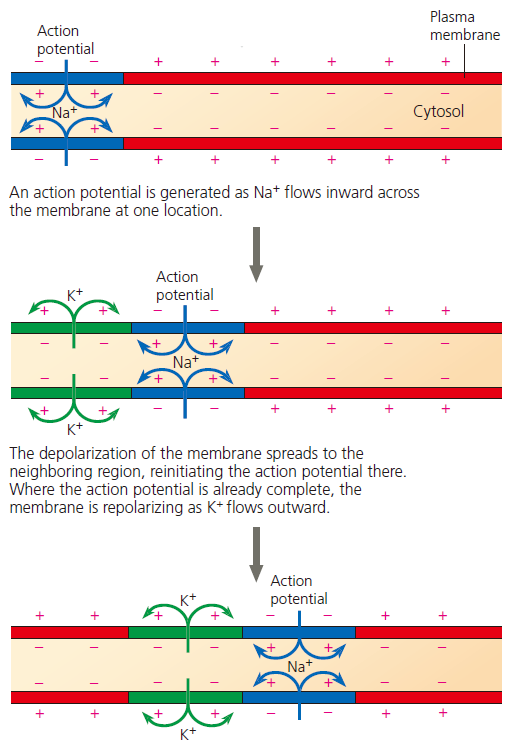 Action
potential
Plasma
membrane
− − + + + + + +
+ + − − − − − −
Na⁺
Cytosol
+ + − − − − − −
− − + + + + + +
An action potential is generated as Na⁺ flows inward across
the membrane at one location.
Action
potential
K⁺
+ + − − + + + +
− − + + − − − −
Na⁺
− − + + − − − −
+ + − − + + + +
K⁺
The depolarization of the membrane spreads to the
neighboring region, reinitiating the action potential there.
Where the action potential is already complete, the
membrane is repolarizing as K⁺ flows outward.
Action
potential
K⁺
+ + + + − − + +
− − − − + + − −
Na⁺
− − − − + + − −
+ + + + − − + +
K⁺